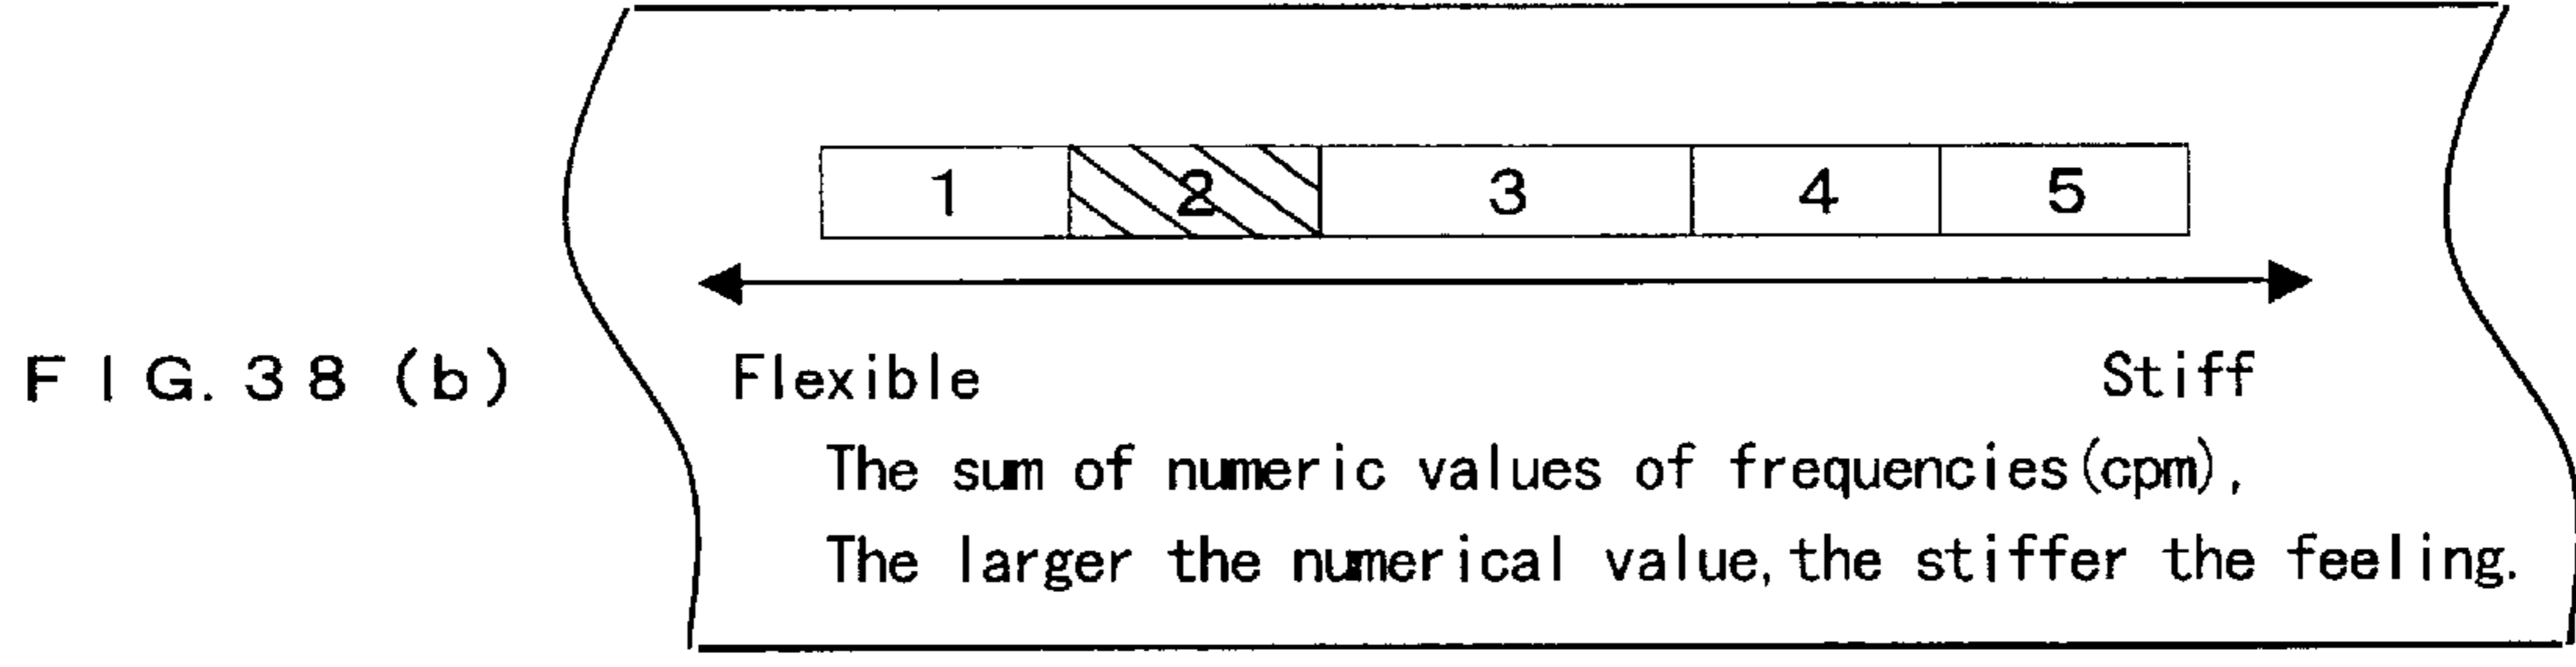 1 2 3 4 5
FIG. 38 (b)
Flexible Stiff
The sum of numeric values of frequencies(cpm),
The larger the numerical value, the stiffer the feeling.